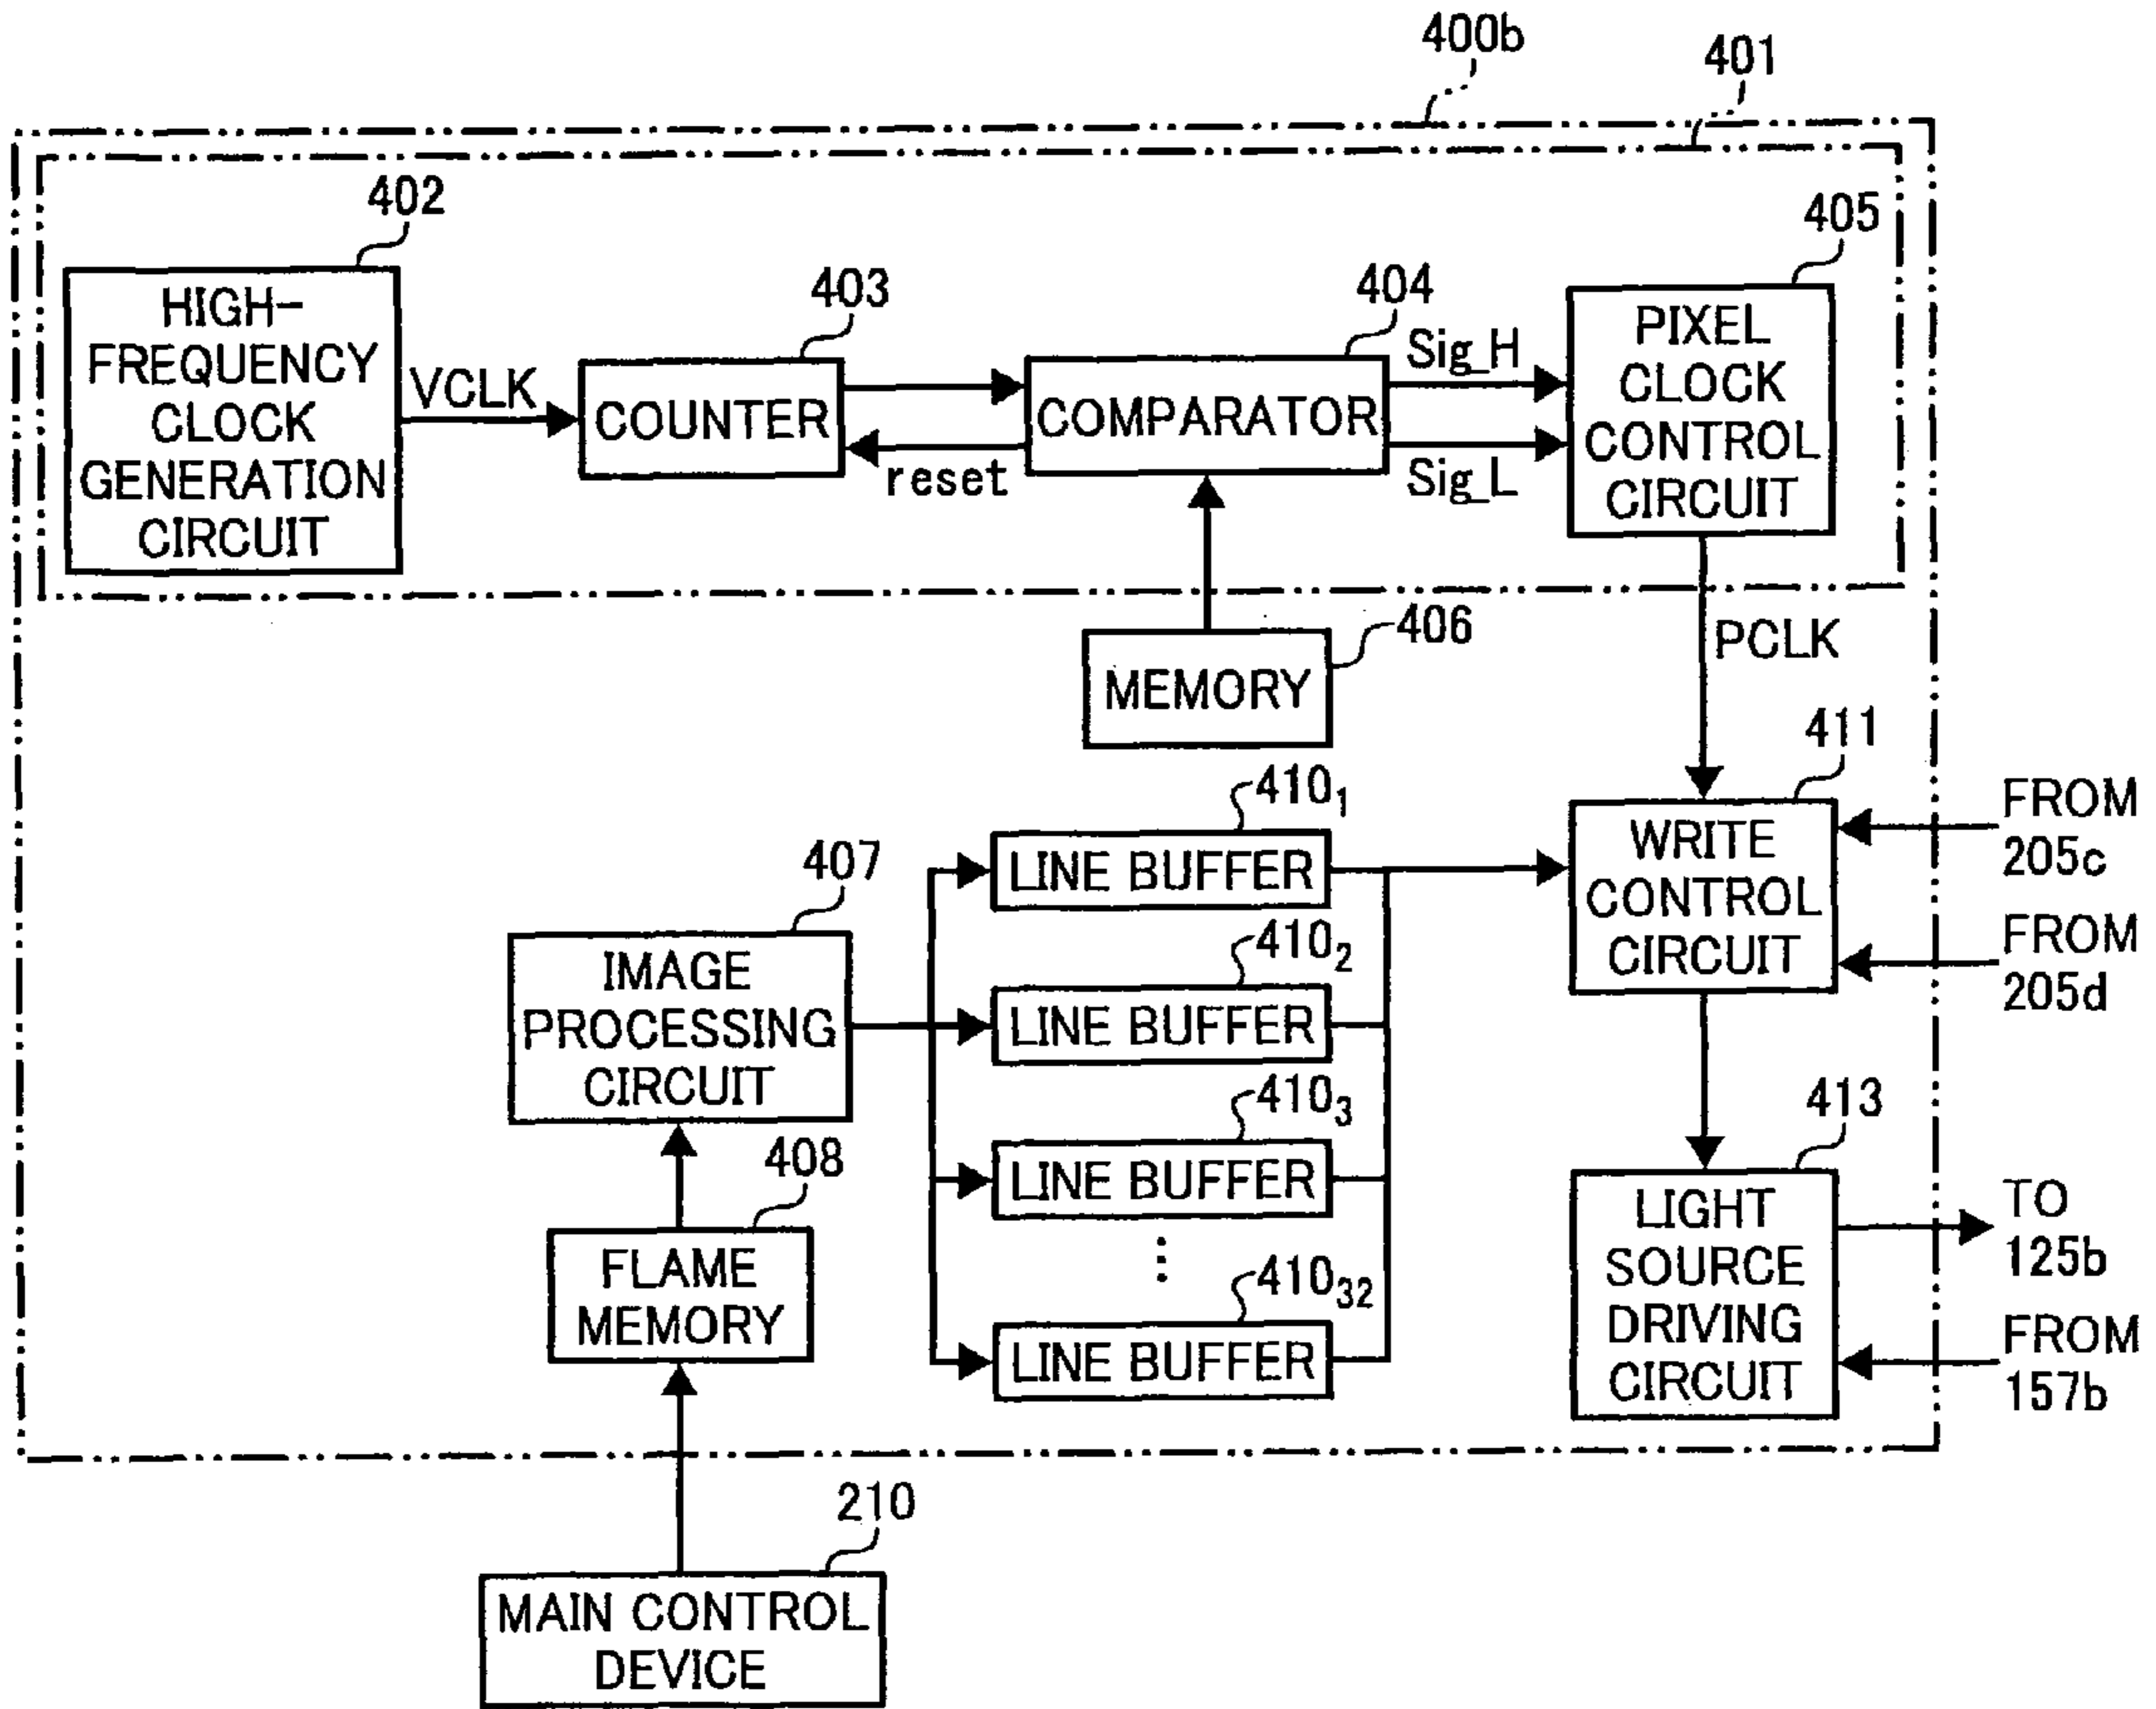 400b
401
402
HIGH-
FREQUENCY
CLOCK
GENERATION
CIRCUIT
VCLK
403
COUNTER
reset
404
COMPARATOR
Sig_H
Sig_L
405
PIXEL
CLOCK
CONTROL
CIRCUIT
406
MEMORY
PCLK
407
IMAGE
PROCESSING
CIRCUIT
408
FLAME
MEMORY
410₁
LINE BUFFER
410₂
LINE BUFFER
410₃
LINE BUFFER
⋮
410₃₂
LINE BUFFER
411
WRITE
CONTROL
CIRCUIT
FROM
205c
FROM
205d
413
LIGHT
SOURCE
DRIVING
CIRCUIT
TO
125b
FROM
157b
210
MAIN CONTROL
DEVICE